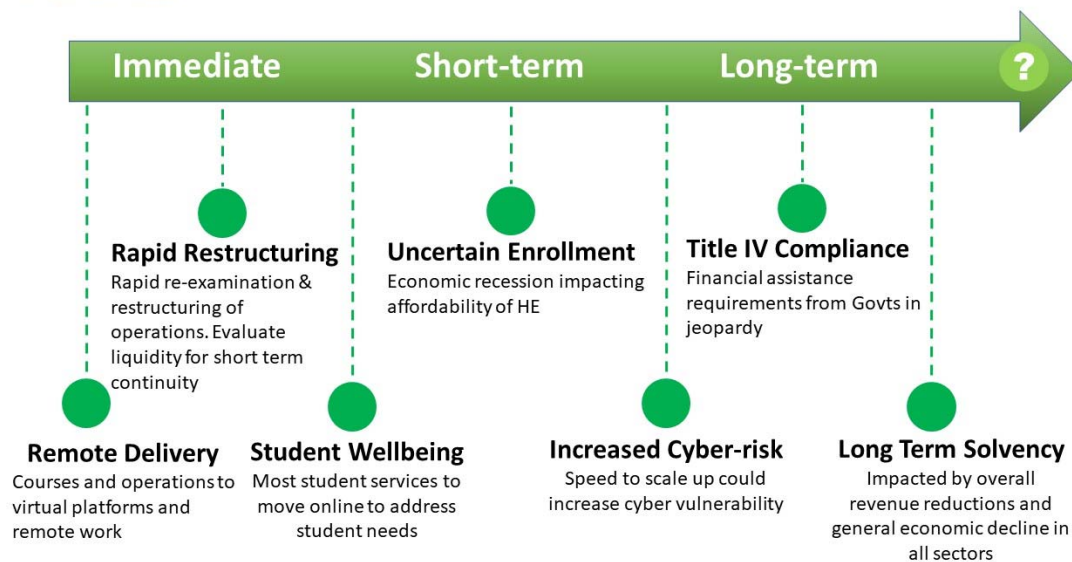 Immediate
Short-term
Long-term
?
Rapid Restructuring
Rapid re-examination &
restructuring of
operations. Evaluate
liquidity for short term
continuity
Uncertain Enrollment
Economic recession impacting
affordability of HE
Title IV Compliance
Financial assistance
requirements from Govts in
jeopardy
Remote Delivery
Courses and operations to
virtual platforms and
remote work
Student Wellbeing
Most student services to
move online to address
student needs
Increased Cyber-risk
Speed to scale up could
increase cyber vulnerability
Long Term Solvency
Impacted by overall
revenue reductions and
general economic decline in
all sectors